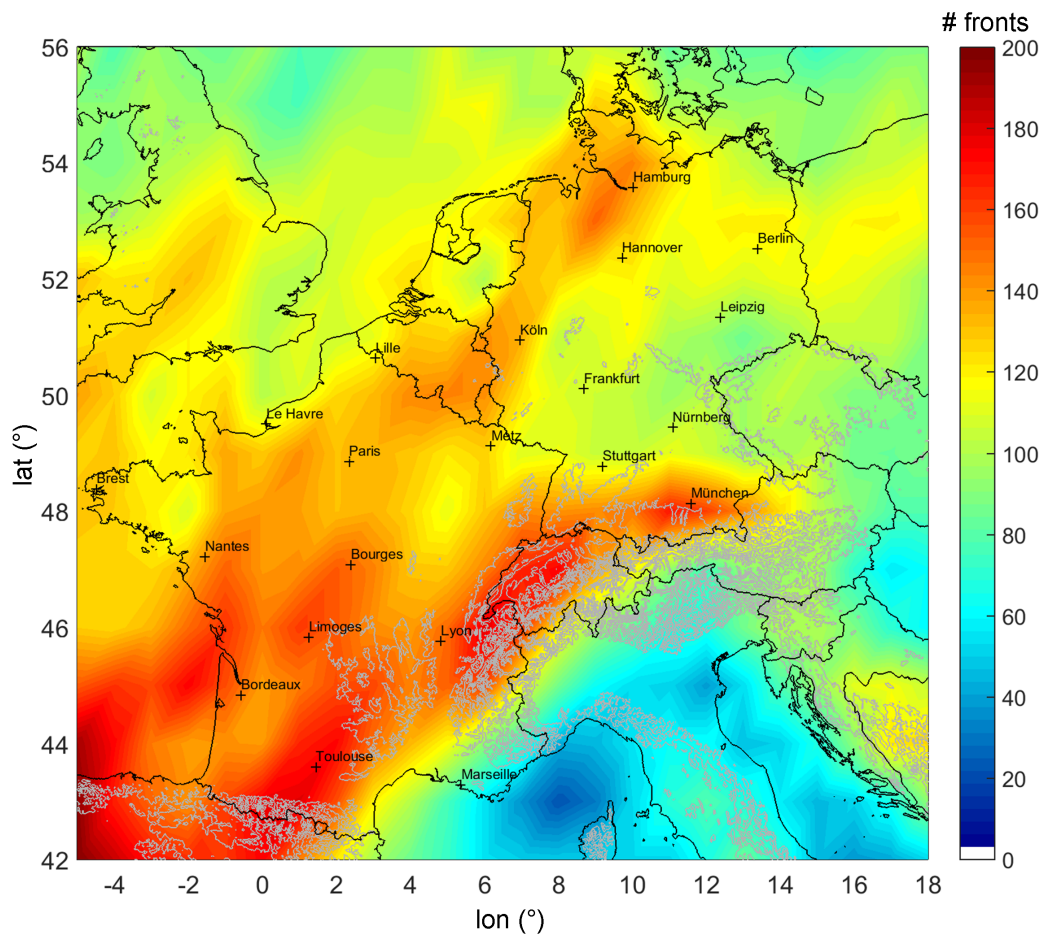 # fronts
56
54
52
50
48
46
44
42
lat (°)
Hamburg
Hannover
Berlin
Leipzig
Köln
Lille
Frankfurt
Le Havre
Nürnberg
Metz
Paris
Stuttgart
Brest
München
Nantes
Bourges
Limoges
Lyon
Bordeaux
Toulouse
Marseille
-4 -2 0 2 4 6 8 10 12 14 16 18
lon (°)
200
180
160
140
120
100
80
60
40
20
0